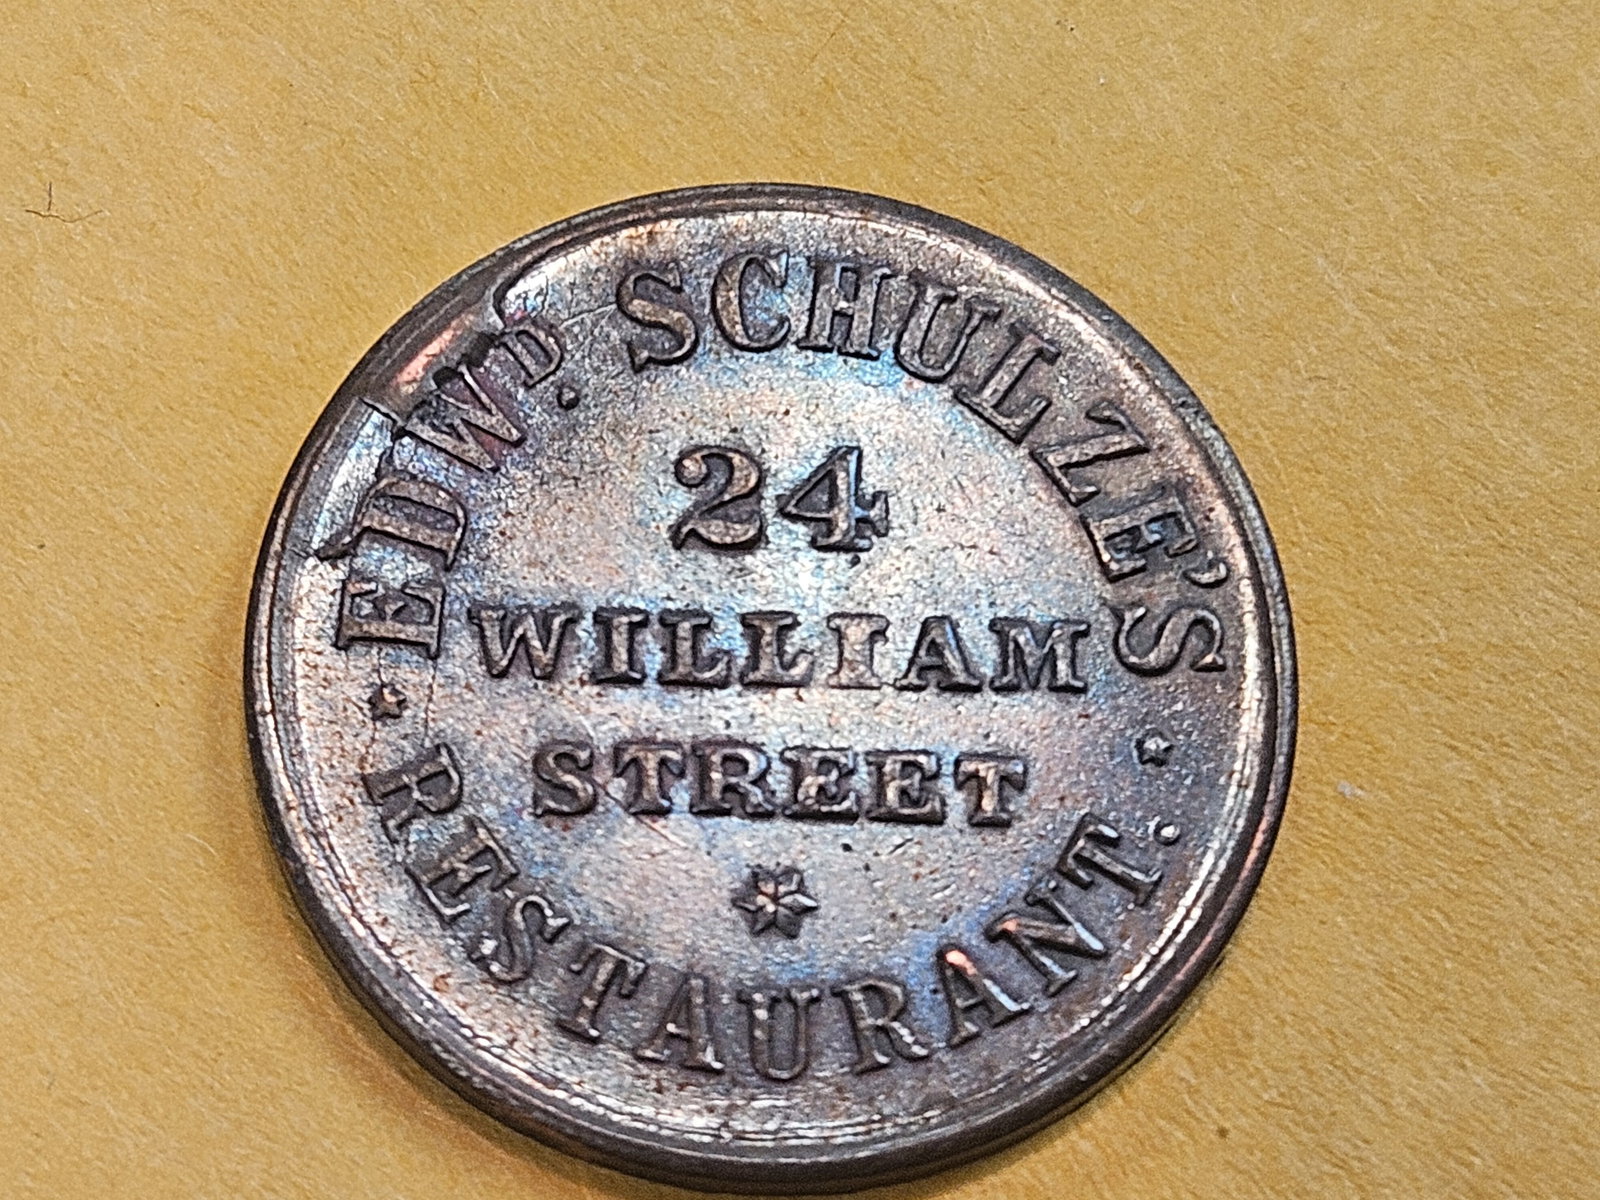 EDWD. SCHULZE'S
24
WILLIAM
STREET
RESTAURANT.